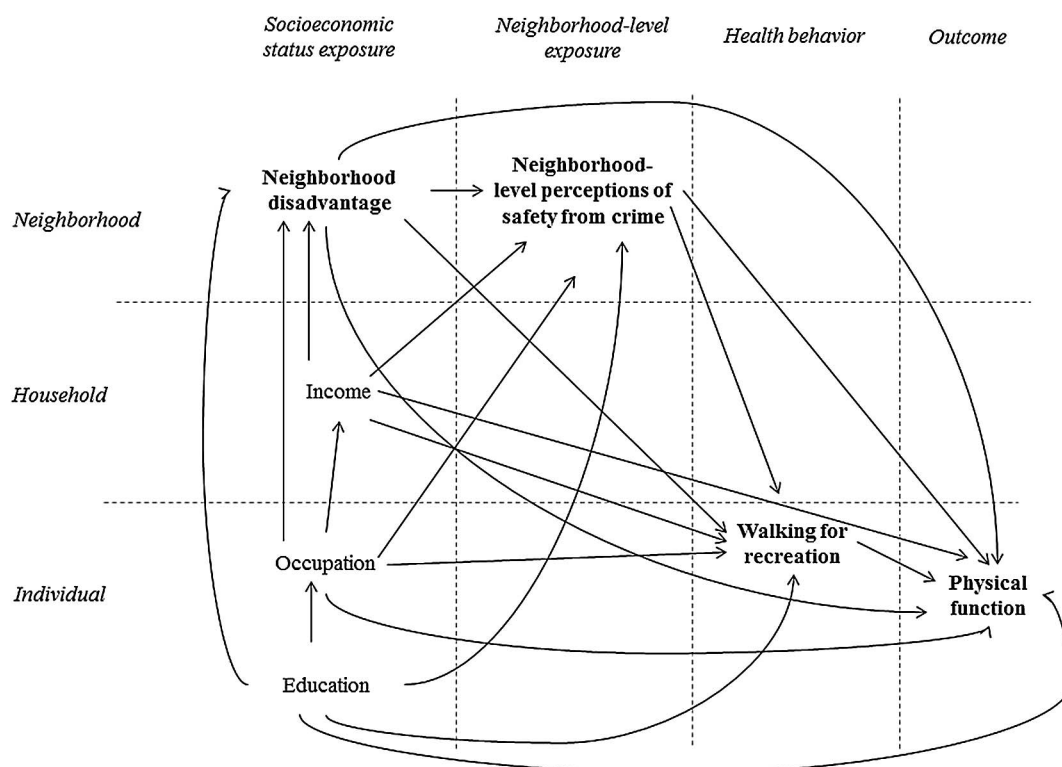 Socioeconomic
status exposure
Neighborhood-level
exposure
Health behavior
Outcome
Neighborhood
Neighborhood
disadvantage
Neighborhood-
level perceptions of
safety from crime
Household
Income
Individual
Occupation
Walking for
recreation
Physical
function
Education